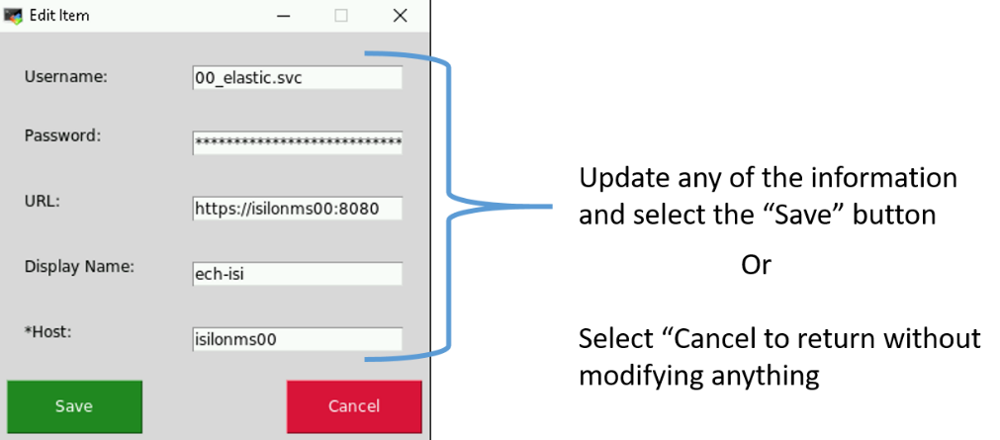 Edit Item
Username:
00_elastic.svc
Password:
***************************
URL:
https://isilonms00:8080
Display Name:
ech-isi
*Host:
isilonms00
Save
Cancel
Update any of the information
and select the “Save” button
Or
Select “Cancel to return without
modifying anything